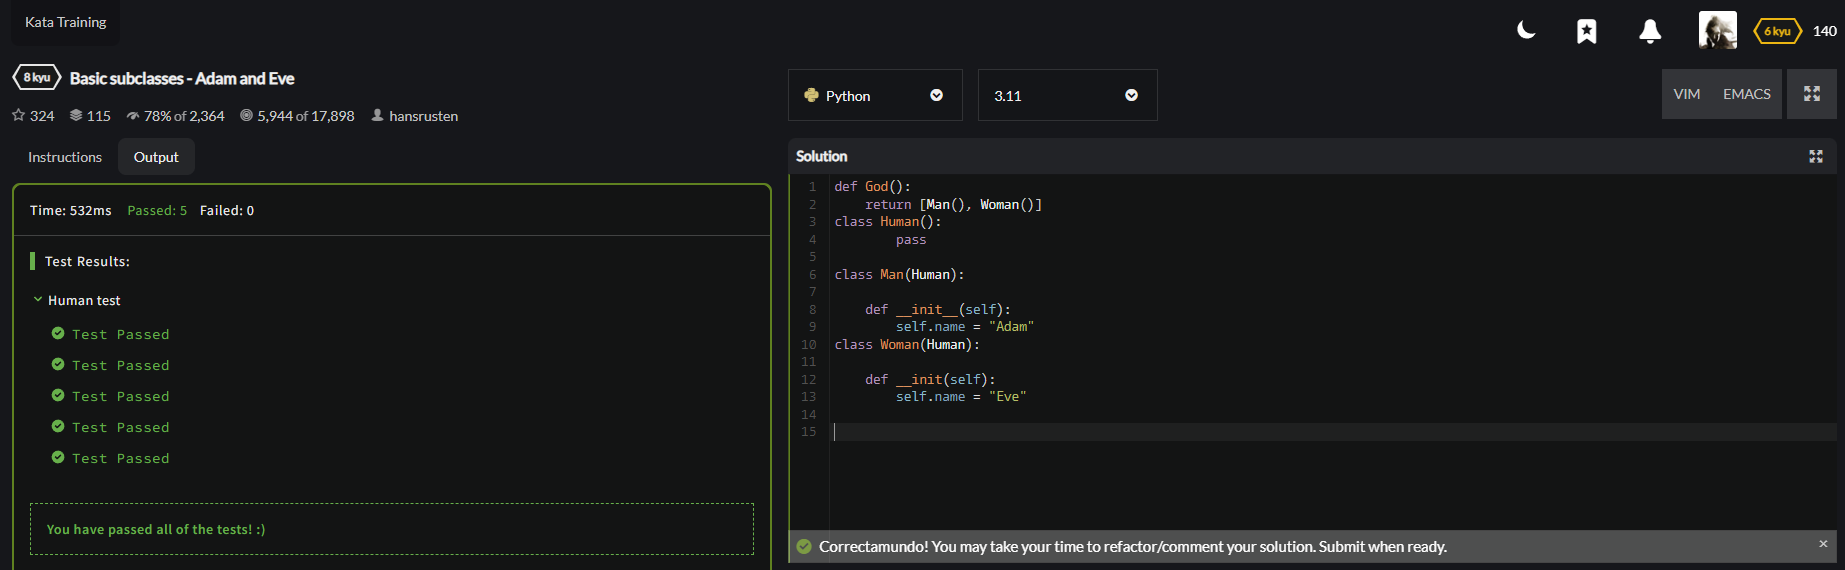 Kata Training
6 kyu 140
8 kyu Basic subclasses - Adam and Eve
324 115 78% of 2,364 5,944 of 17,898 hansrusten
Python 3.11 VIM EMACS
Instructions Output
Time: 532ms Passed: 5 Failed: 0
Test Results:
Human test
Test Passed
Test Passed
Test Passed
Test Passed
Test Passed
You have passed all of the tests! :)
Solution
1 def God():
2     return [Man(), Woman()]
3 class Human():
4         pass
5
6 class Man(Human):
7
8     def __init__(self):
9         self.name = "Adam"
10 class Woman(Human):
11
12     def __init(self):
13         self.name = "Eve"
14
15
Correctamundo! You may take your time to refactor/comment your solution. Submit when ready. ×